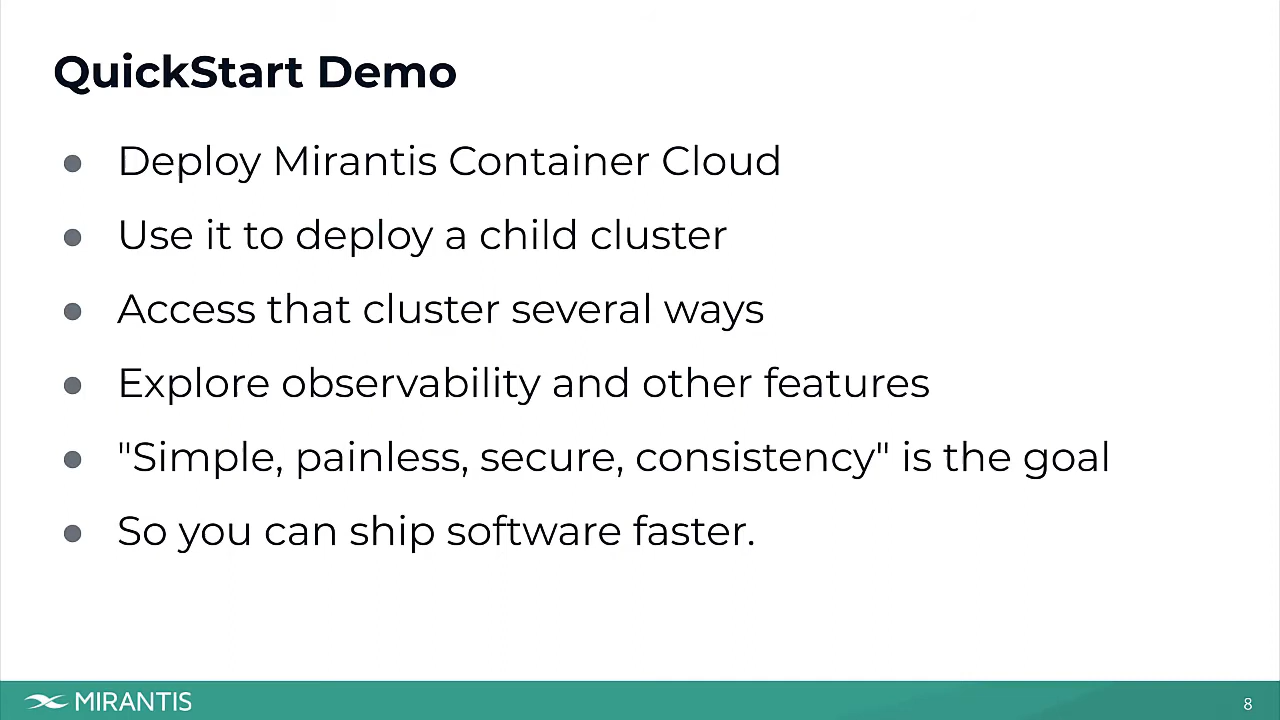 QuickStart Demo
● Deploy Mirantis Container Cloud
● Use it to deploy a child cluster
● Access that cluster several ways
● Explore observability and other features
● "Simple, painless, secure, consistency" is the goal
● So you can ship software faster.
MIRANTIS
8